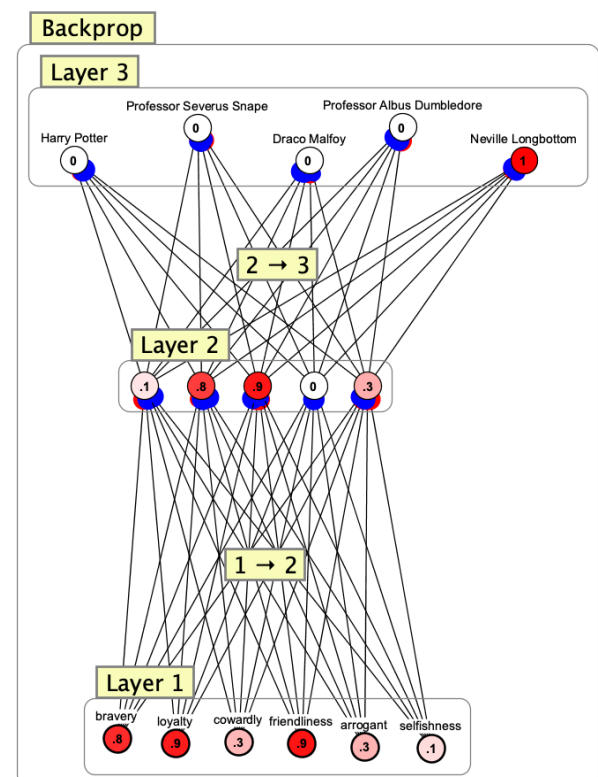 Backprop
Layer 3
Professor Severus Snape
Professor Albus Dumbledore
0
0
Harry Potter
Draco Malfoy
Neville Longbottom
0
0
1
2 → 3
Layer 2
.1
.8
.9
0
.3
1 → 2
Layer 1
bravery
loyalty
cowardly
friendliness
arrogant
selfishness
.8
.9
.3
.9
.3
.1